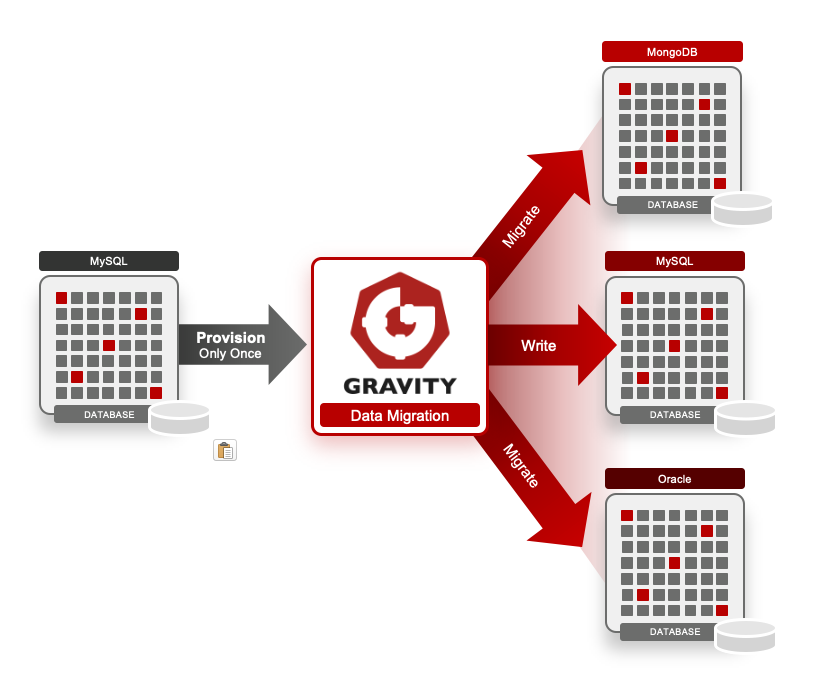 MongoDB
DATABASE
MySQL
DATABASE
Provision
Only Once
GRAVITY
Data Migration
Migrate
Write
Migrate
MySQL
DATABASE
Oracle
DATABASE